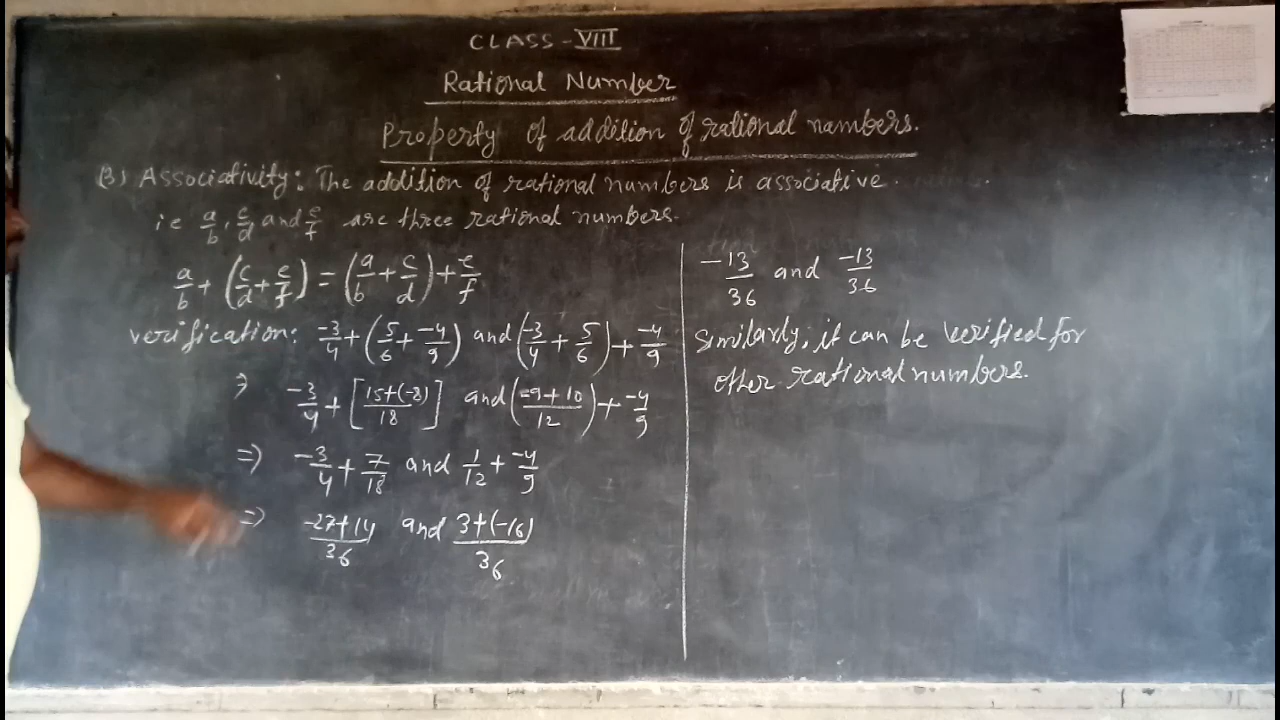 CLASS - VIII
Rational Number
Property of addition of rational numbers.
(3) Associativity: The addition of rational numbers is associative.
i.e a/b, c/d and e/f are three rational numbers.
a/b + (c/d + e/f) = (a/b + c/d) + e/f
verification: -3/4 + (5/6 + -4/9) and (-3/4 + 5/6) + -4/9
⇒ -3/4 + [15+(-8)/18] and (-9+10/12) + -4/9
⇒ -3/4 + 7/18 and 1/12 + -4/9
⇒ -27+14/36 and 3+(-16)/36
-13/36 and -13/36
Similarly, it can be verified for
other rational numbers.